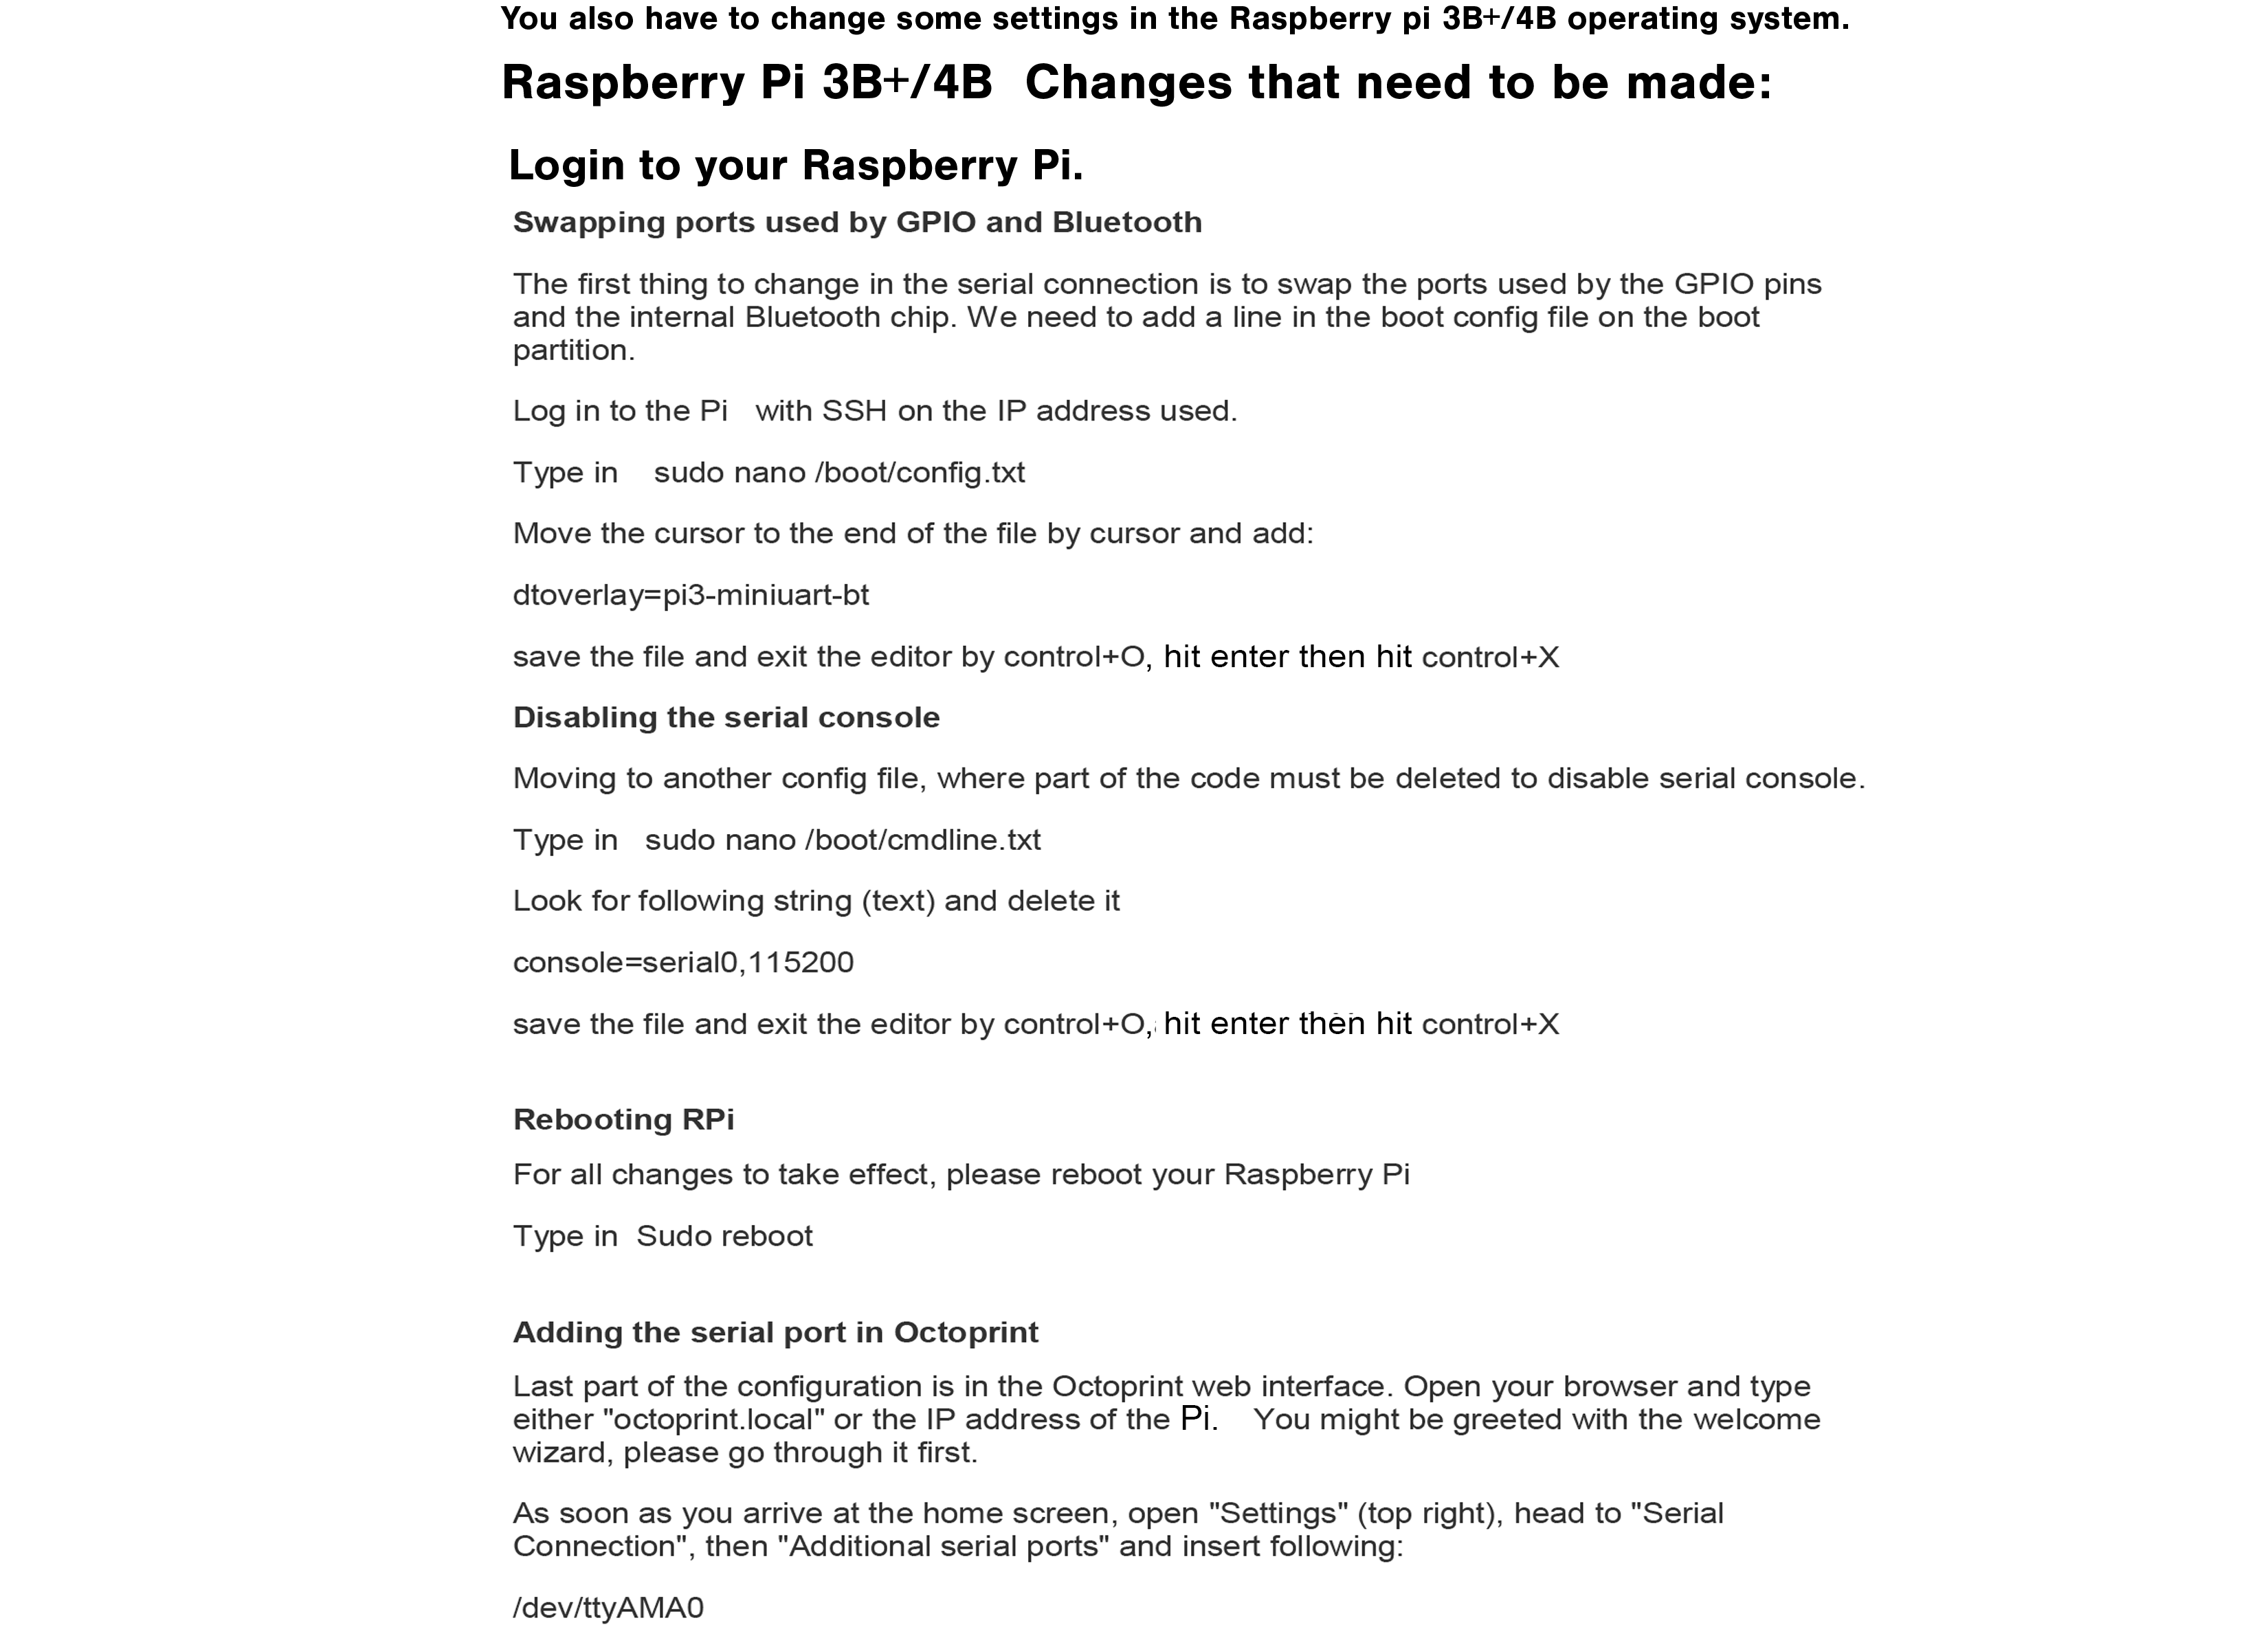 You also have to change some settings in the Raspberry pi 3B+/4B operating system.
Raspberry Pi 3B+/4B  Changes that need to be made:
Login to your Raspberry Pi.
Swapping ports used by GPIO and Bluetooth
The first thing to change in the serial connection is to swap the ports used by the GPIO pins
and the internal Bluetooth chip. We need to add a line in the boot config file on the boot
partition.
Log in to the Pi   with SSH on the IP address used.
Type in    sudo nano /boot/config.txt
Move the cursor to the end of the file by cursor and add:
dtoverlay=pi3-miniuart-bt
save the file and exit the editor by control+O, hit enter then hit control+X
Disabling the serial console
Moving to another config file, where part of the code must be deleted to disable serial console.
Type in   sudo nano /boot/cmdline.txt
Look for following string (text) and delete it
console=serial0,115200
save the file and exit the editor by control+O, hit enter then hit control+X
Rebooting RPi
For all changes to take effect, please reboot your Raspberry Pi
Type in  Sudo reboot
Adding the serial port in Octoprint
Last part of the configuration is in the Octoprint web interface. Open your browser and type
either "octoprint.local" or the IP address of the Pi.    You might be greeted with the welcome
wizard, please go through it first.
As soon as you arrive at the home screen, open "Settings" (top right), head to "Serial
Connection", then "Additional serial ports" and insert following:
/dev/ttyAMA0